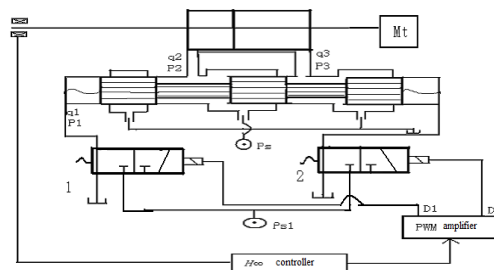 Mt
q2
q3
P2
P3
q1
P1
Ps
1
2
Ps1
D1
D
PWM amplifier
H∞ controller